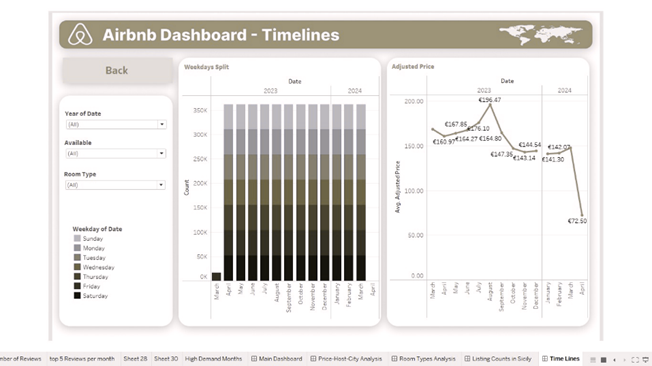 Airbnb Dashboard - Timelines
Back
Year of Date
(All)
Available
(All)
Room Type
(All)
Weekday of Date
Sunday
Monday
Tuesday
Wednesday
Thursday
Friday
Saturday
Weekdays Split
Date
2023 2024
350K
300K
250K
200K
150K
100K
50K
0K
Count
March April May June July August September October November December January February March April
Adjusted Price
Date
2023 2024
200.00
150.00
100.00
50.00
0.00
Avg. Adjusted Price
€160.97
€167.85
€164.27
€176.10
€196.47
€164.80
€147.35
€143.14
€144.54
€141.30
€142.07
€72.50
March April May June July August September October November December January February March April
mber of Reviews top 5 Reviews per month Sheet 28 Sheet 30 High Demand Months Main Dashboard Price-Host-City Analysis Room Types Analysis Listing Counts in Sicily Time Lines